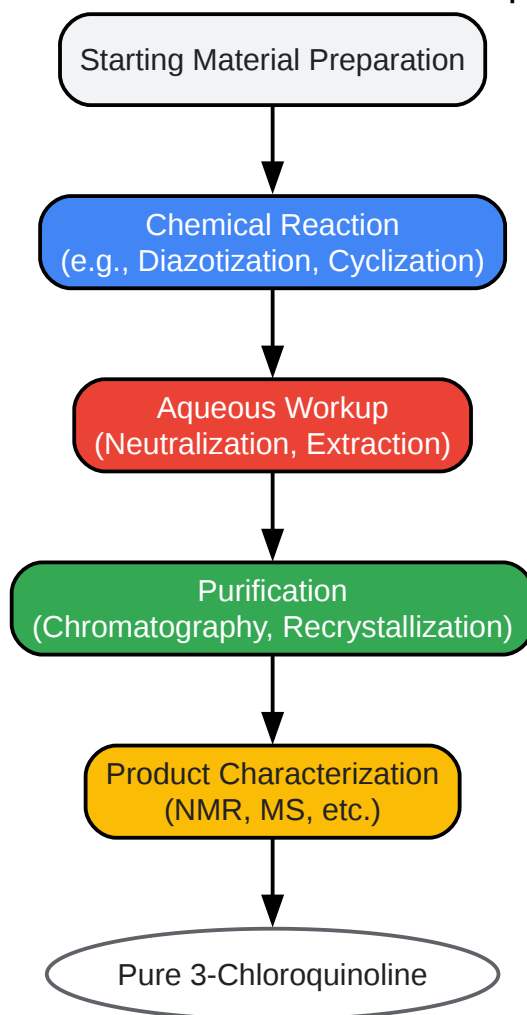 Starting Material Preparation
Chemical Reaction
(e.g., Diazotization, Cyclization)
Aqueous Workup
(Neutralization, Extraction)
Purification
(Chromatography, Recrystallization)
Product Characterization
(NMR, MS, etc.)
Pure 3-Chloroquinoline